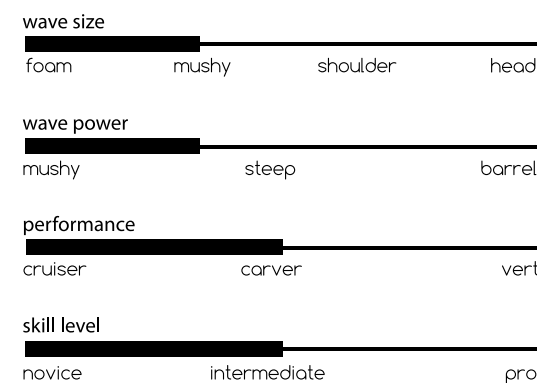 wave size
foam mushy shoulder head
wave power
mushy steep barrel
performance
cruiser carver vert
skill level
novice intermediate pro